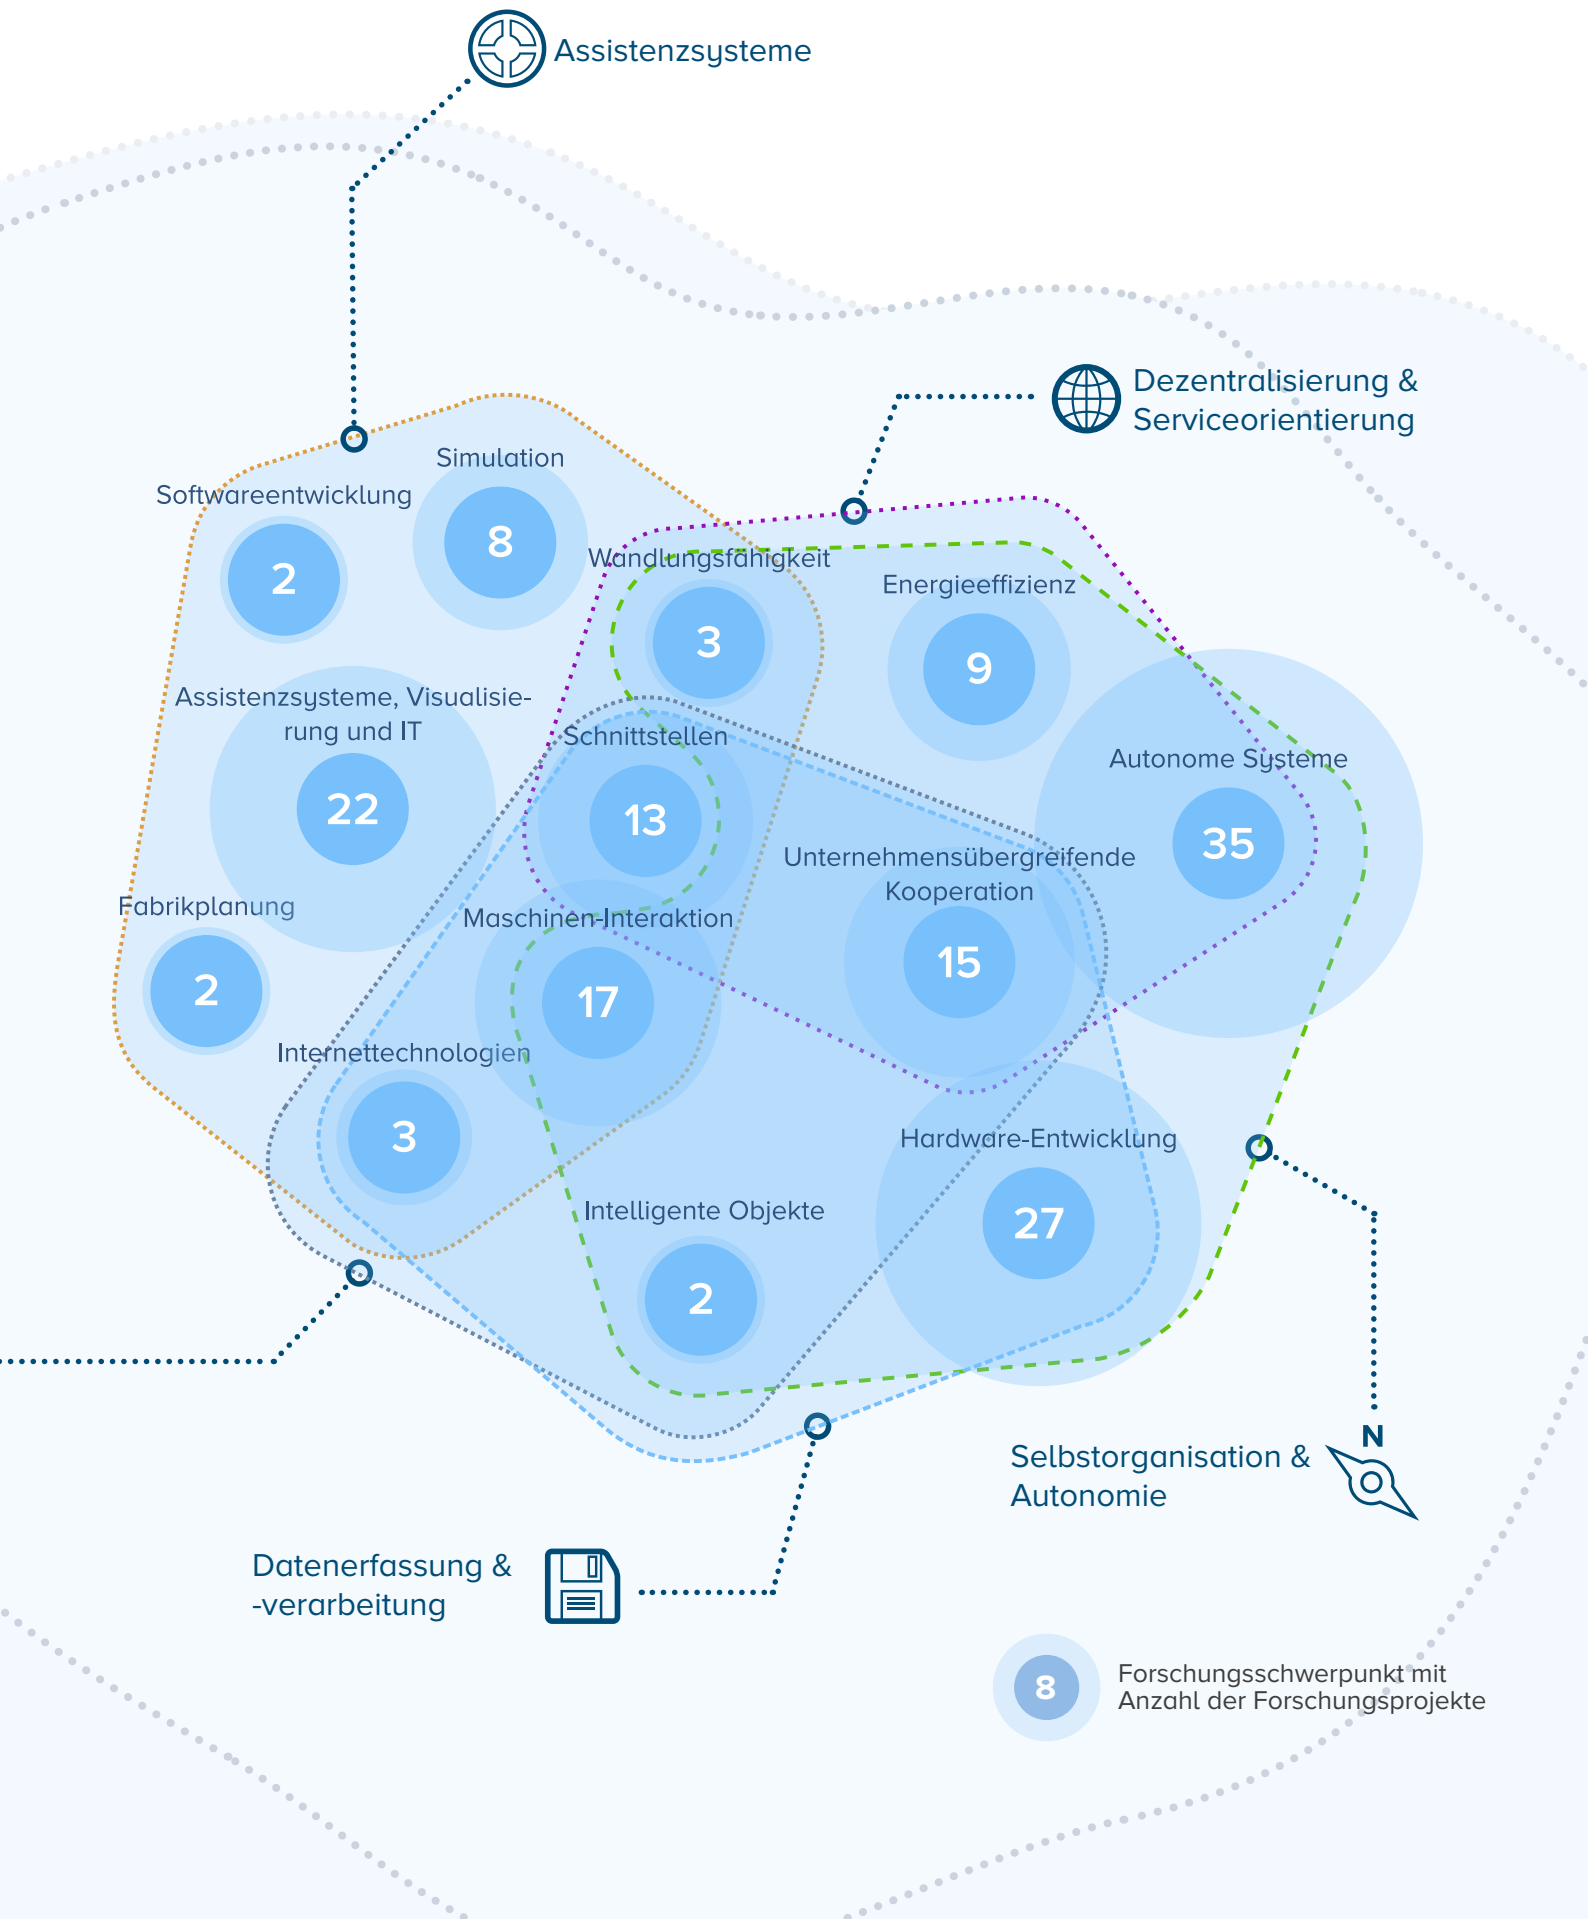 Assistenzsysteme
Dezentralisierung &
Serviceorientierung
Simulation
8
Softwareentwicklung
2
Wandlungsfähigkeit
3
Energieeffizienz
9
Assistenzsysteme, Visualisie-
rung und IT
22
Schnittstellen
13
Autonome Systeme
35
Unternehmensübergreifende
Kooperation
15
Fabrikplanung
2
Maschinen-Interaktion
17
Internettechnologien
3
Hardware-Entwicklung
27
Intelligente Objekte
2
N
Selbstorganisation &
Autonomie
Datenerfassung &
-verarbeitung
8
Forschungsschwerpunkt mit
Anzahl der Forschungsprojekte